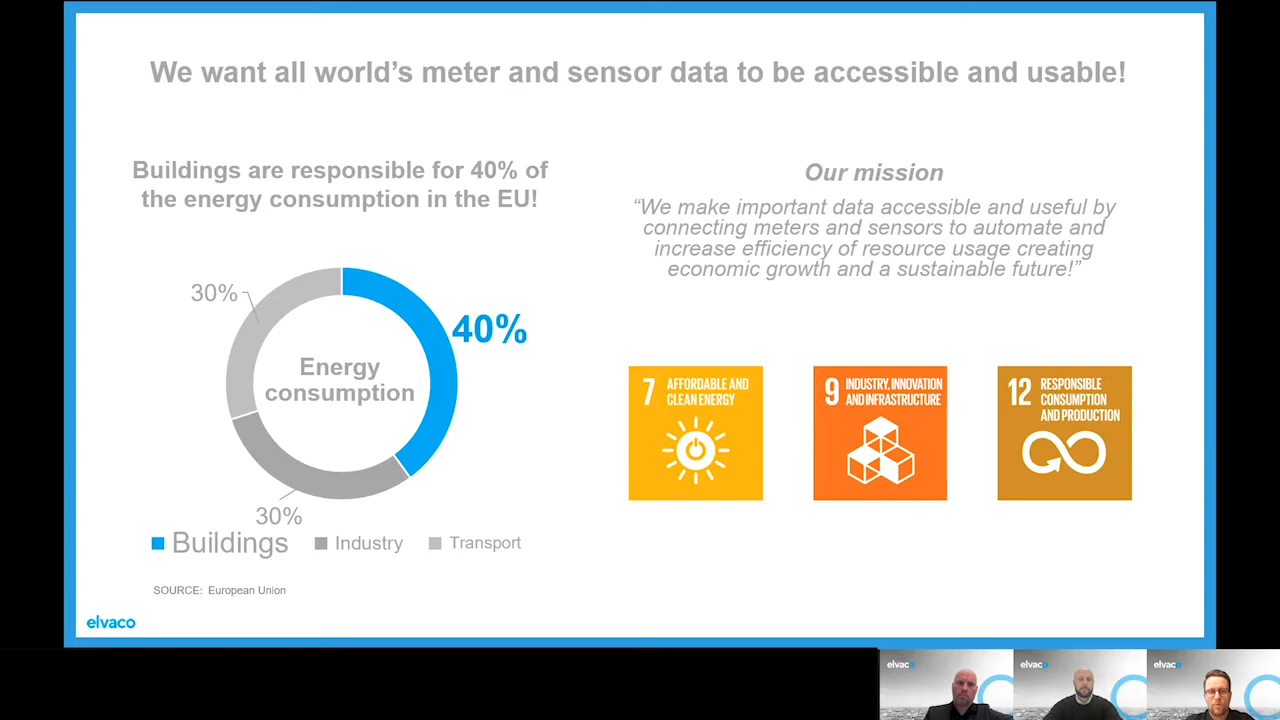 We want all world's meter and sensor data to be accessible and usable!
Buildings are responsible for 40% of
the energy consumption in the EU!
30%
40%
Energy
consumption
30%
Buildings
Industry
Transport
SOURCE: European Union
elvaco
Our mission
“We make important data accessible and useful by
connecting meters and sensors to automate and
increase efficiency of resource usage creating
economic growth and a sustainable future!”
7 AFFORDABLE AND
CLEAN ENERGY
9 INDUSTRY, INNOVATION
AND INFRASTRUCTURE
12 RESPONSIBLE
CONSUMPTION
AND PRODUCTION
elvaco
elvaco
elvaco